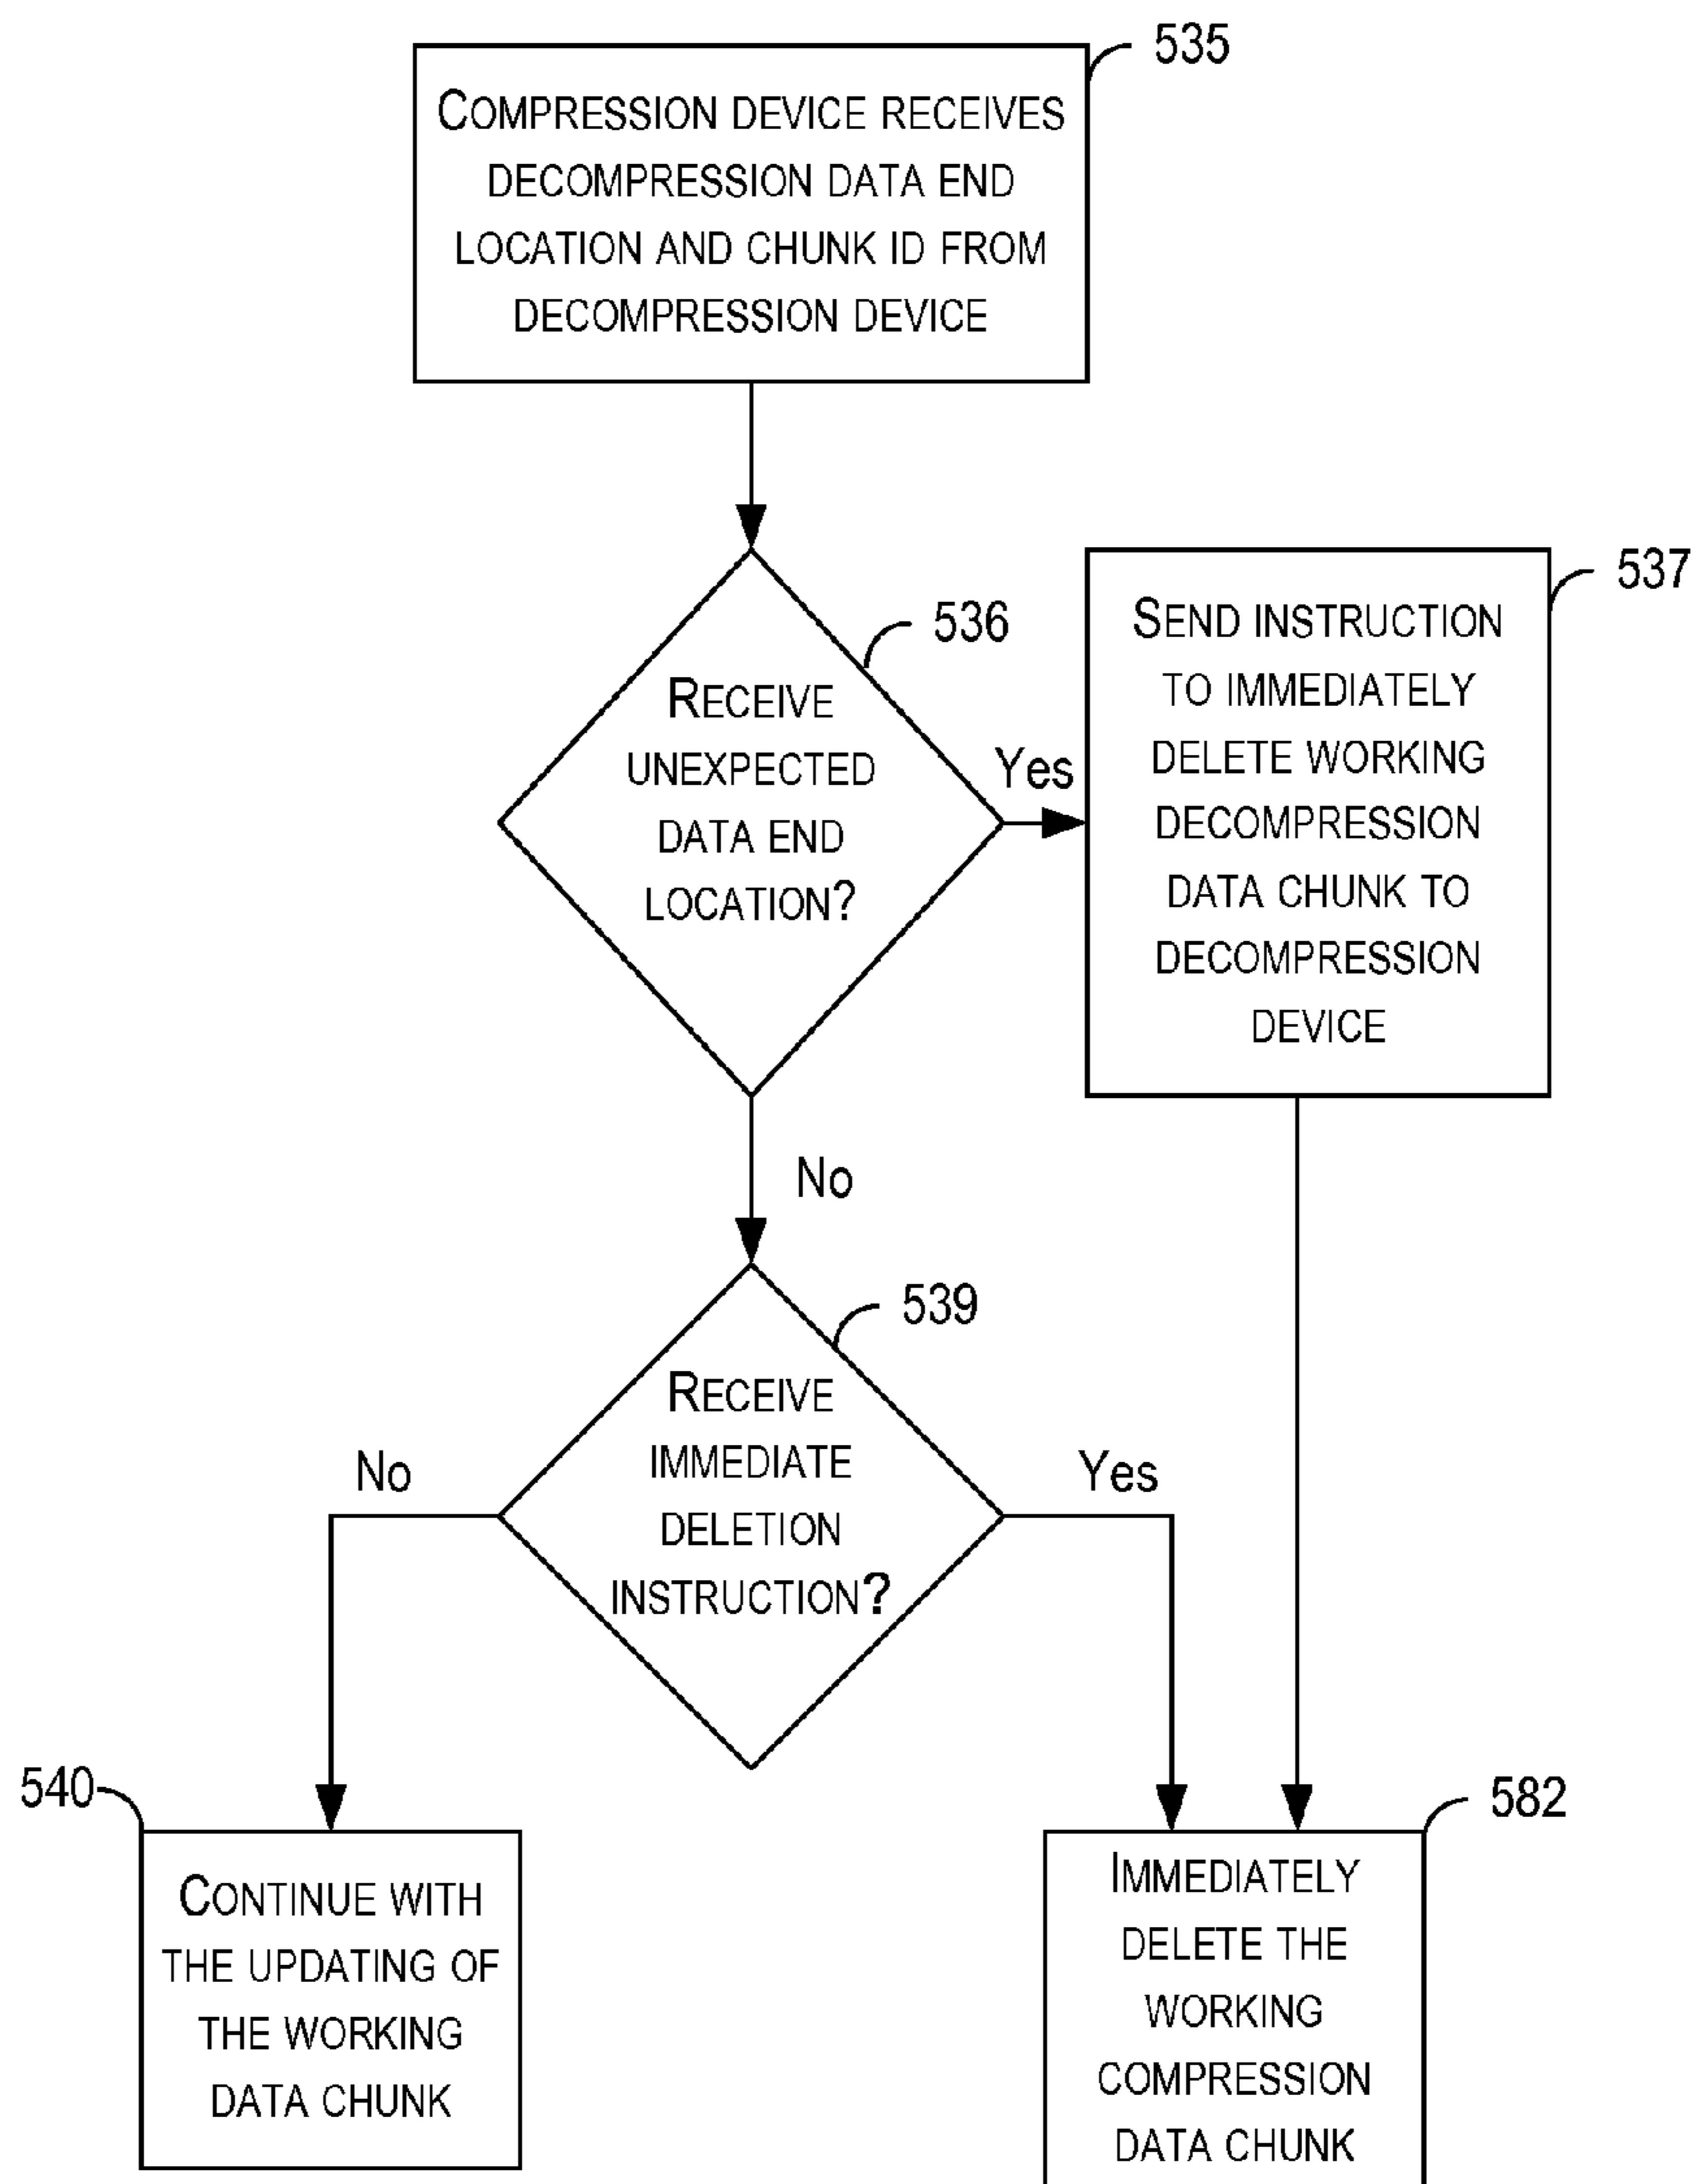 535
COMPRESSION DEVICE RECEIVES
DECOMPRESSION DATA END
LOCATION AND CHUNK ID FROM
DECOMPRESSION DEVICE
536
RECEIVE
UNEXPECTED
DATA END
LOCATION?
Yes
537
SEND INSTRUCTION
TO IMMEDIATELY
DELETE WORKING
DECOMPRESSION
DATA CHUNK TO
DECOMPRESSION
DEVICE
No
539
RECEIVE
IMMEDIATE
DELETION
INSTRUCTION?
No
Yes
540
CONTINUE WITH
THE UPDATING OF
THE WORKING
DATA CHUNK
582
IMMEDIATELY
DELETE THE
WORKING
COMPRESSION
DATA CHUNK